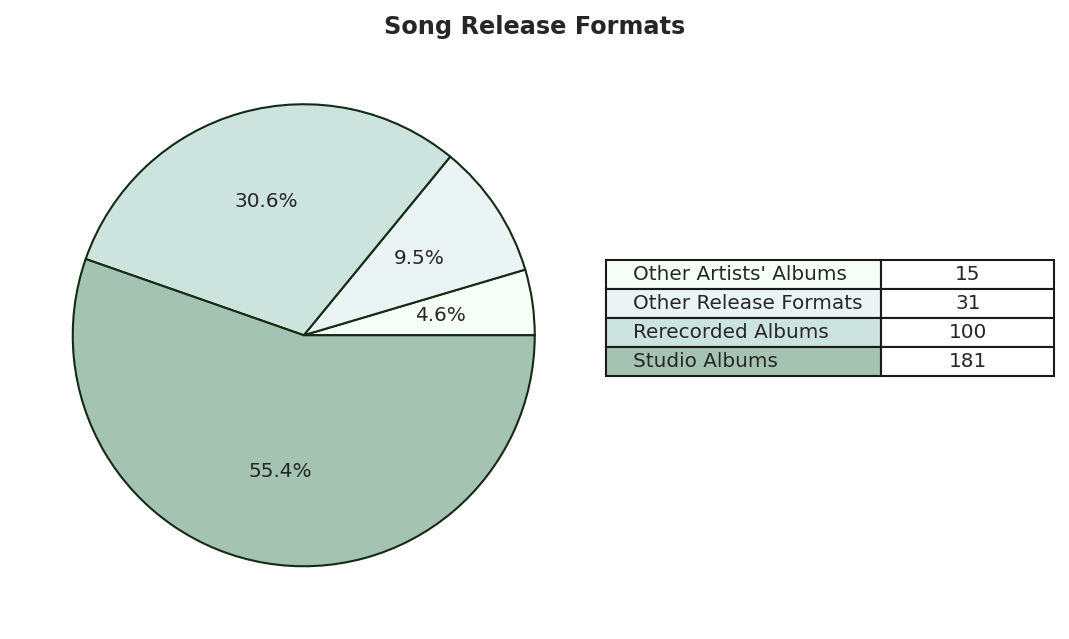 Song Release Formats
30.6%
9.5%
4.6%
55.4%
Other Artists' Albums 15
Other Release Formats 31
Rerecorded Albums 100
Studio Albums 181